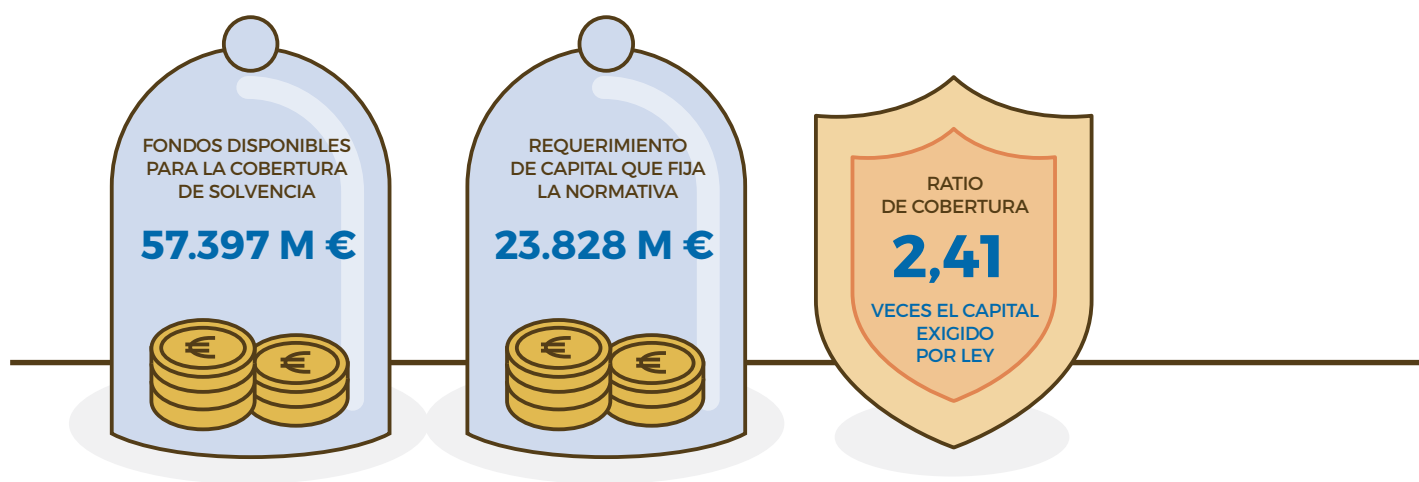 FONDOS DISPONIBLES
PARA LA COBERTURA
DE SOLVENCIA
57.397 M €
REQUERIMIENTO
DE CAPITAL QUE FIJA
LA NORMATIVA
23.828 M €
RATIO
DE COBERTURA
2,41
VECES EL CAPITAL
EXIGIDO
POR LEY
€
€
€
€